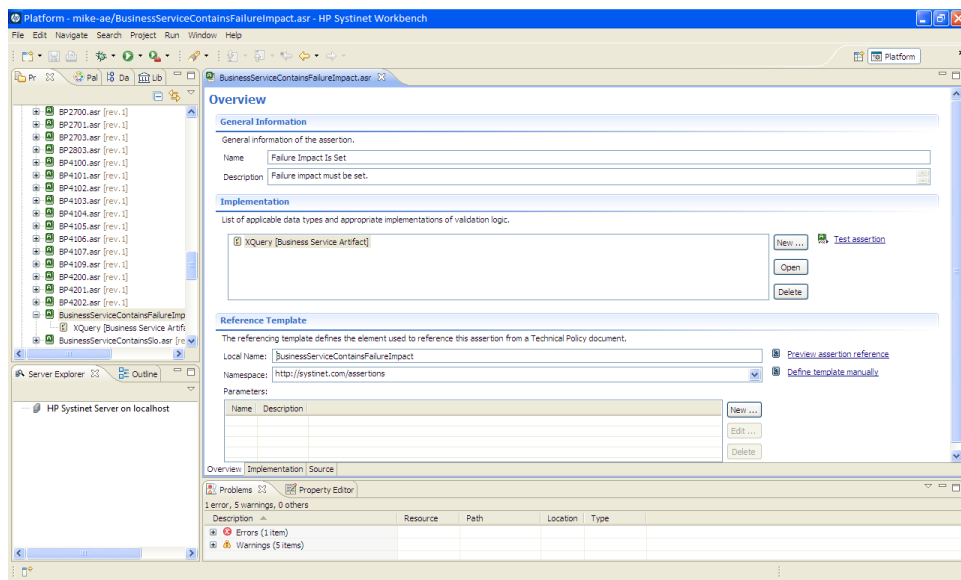 Platform - mike-ae/BusinessServiceContainsFailureImpact.asr - HP Systinet Workbench
File Edit Navigate Search Project Run Window Help
Platform
Pr Pal Da Lib
BP2700.asr [rev.1]
BP2701.asr [rev.1]
BP2703.asr [rev.1]
BP2803.asr [rev.1]
BP4100.asr [rev.1]
BP4101.asr [rev.1]
BP4102.asr [rev.1]
BP4103.asr [rev.1]
BP4104.asr [rev.1]
BP4105.asr [rev.1]
BP4106.asr [rev.1]
BP4107.asr [rev.1]
BP4109.asr [rev.1]
BP4200.asr [rev.1]
BP4201.asr [rev.1]
BP4202.asr [rev.1]
BusinessServiceContainsFailureImp
XQuery [Business Service Artifa
BusinessServiceContainsSlo.asr [re
Server Explorer Outline
HP Systinet Server on localhost
BusinessServiceContainsFailureImpact.asr
Overview
General Information
General information of the assertion.
Name Failure Impact Is Set
Description Failure impact must be set.
Implementation
List of applicable data types and appropriate implementations of validation logic.
XQuery [Business Service Artifact]
New ... Test assertion
Open
Delete
Reference Template
The referencing template defines the element used to reference this assertion from a Technical Policy document.
Local Name: BusinessServiceContainsFailureImpact Preview assertion reference
Namespace: http://systinet.com/assertions Define template manually
Parameters:
Name Description New ...
Edit ...
Delete
Overview Implementation Source
Problems Property Editor
1 error, 5 warnings, 0 others
Description Resource Path Location Type
Errors (1 item)
Warnings (5 items)